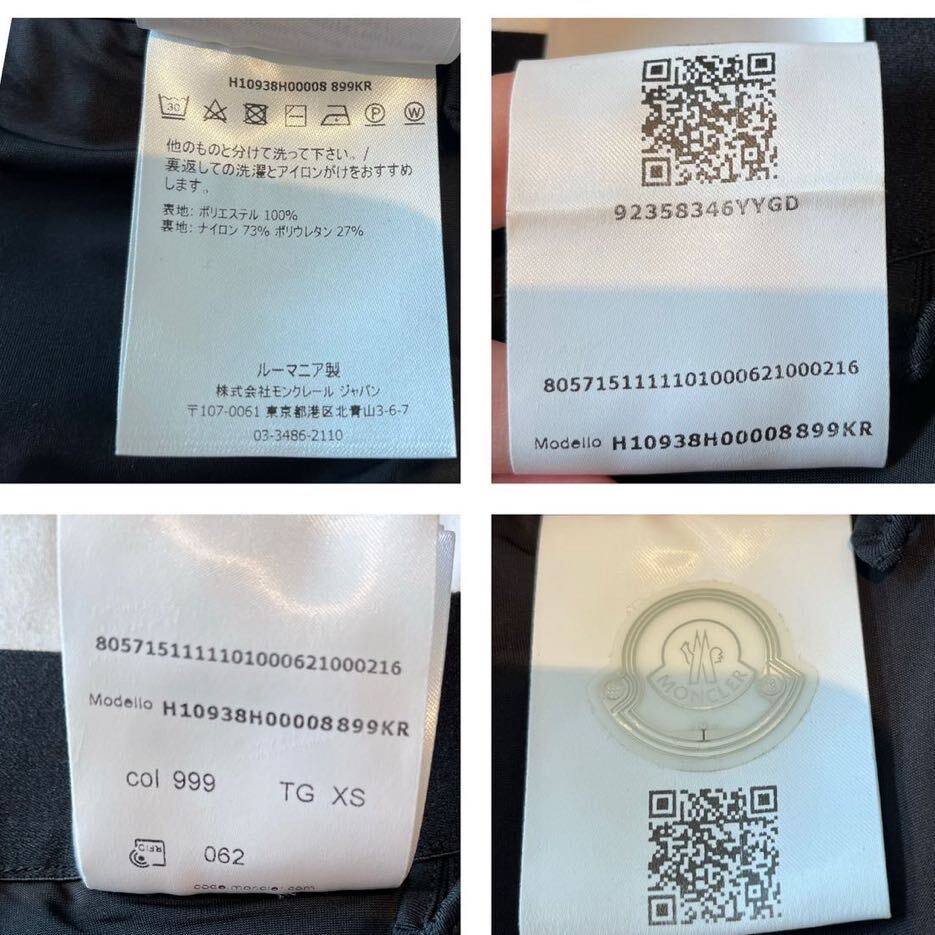 H10938H00008 899KR
30
P
W
他のものと分けて洗って下さい。/
裏返しての洗濯とアイロンがけをおすすめ
します。
表地: ポリエステル 100%
裏地: ナイロン 73% ポリウレタン 27%
ルーマニア製
株式会社モンクレール ジャパン
〒107-0061 東京都港区北青山3-6-7
03-3486-2110
92358346YYGD
8057151111101000621000216
Modello H10938H00008899KR
8057151111101000621000216
Modello H10938H00008899KR
col 999 TG XS
RFID 062
code.moncler.com
MONCLER